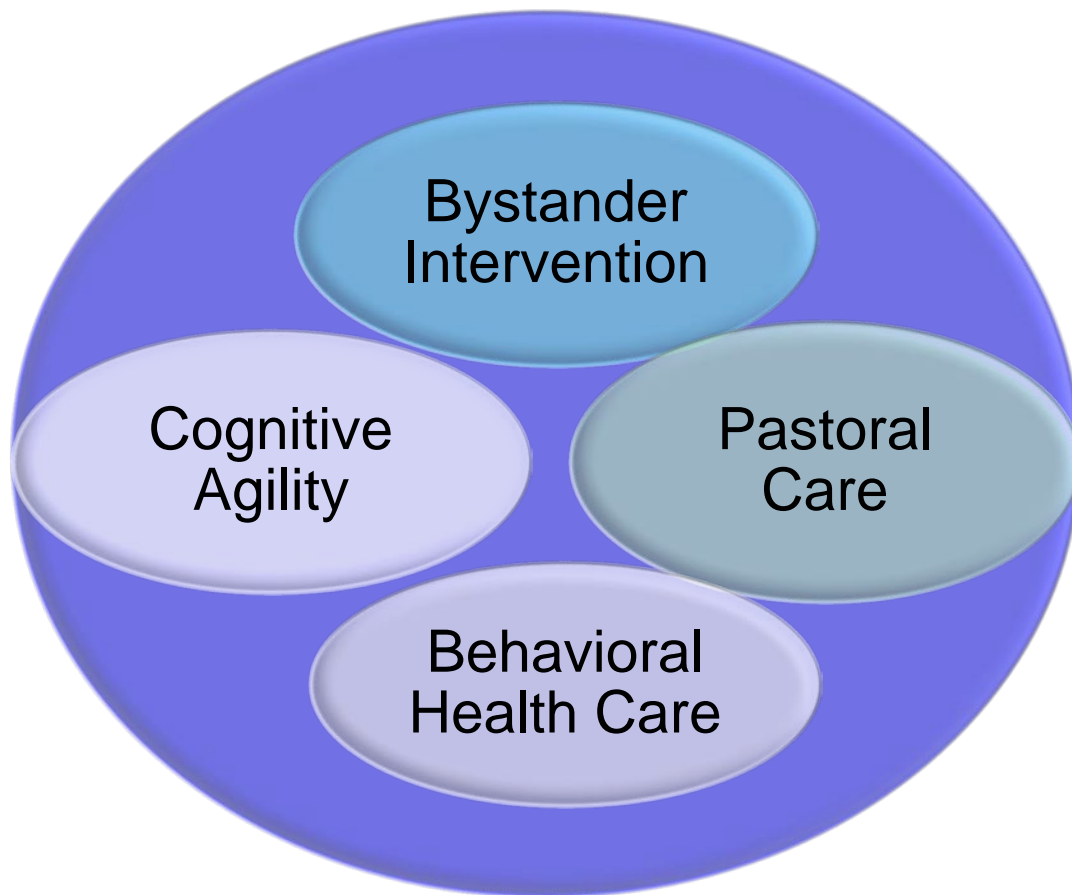 Bystander
Intervention
Cognitive
Agility
Pastoral
Care
Behavioral
Health Care